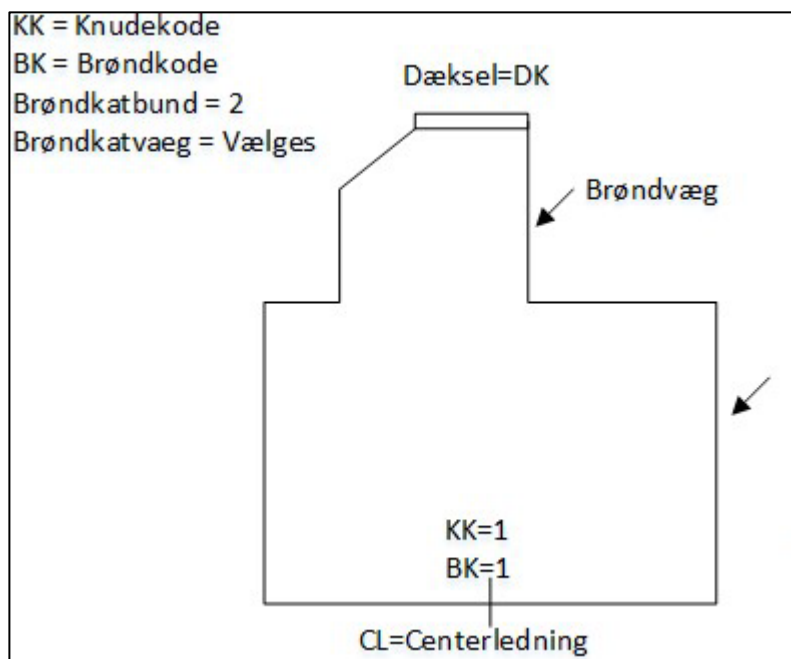 KK = Knudekode
BK = Brøndkode
Brøndkatbund = 2
Brøndkatvaeg = Vælges
Dæksel=DK
Brøndvæg
KK=1
BK=1
CL=Centerledning